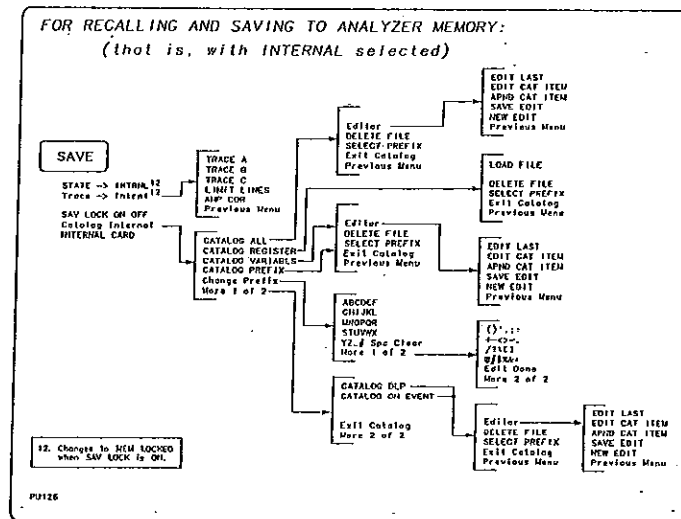 FOR RECALLING AND SAVING TO ANALYZER MEMORY:
(that is, with INTERNAL selected)
SAVE
STATE -> INTRNL 12
Trace -> Intrnl 12
SAV LOCK ON OFF
Catalog Internal
INTERNAL CARD
TRACE A
TRACE B
TRACE C
LIMIT LINES
AMP COR
Previous Menu
CATALOG ALL
CATALOG REGISTER
CATALOG VARIABLS
CATALOG PREFIX
Change Prefix
More 1 of 2
Editor
DELETE FILE
SELECT PREFIX
Exit Catalog
Previous Menu
EDIT LAST
EDIT CAT ITEM
APND CAT ITEM
SAVE EDIT
NEW EDIT
Previous Menu
LOAD FILE
DELETE FILE
SELECT PREFIX
Exit Catalog
Previous Menu
Editor
DELETE FILE
SELECT PREFIX
Exit Catalog
Previous Menu
EDIT LAST
EDIT CAT ITEM
APND CAT ITEM
SAVE EDIT
NEW EDIT
Previous Menu
ABCDEF
GHIJKL
MNOPQR
STUVWX
YZ_# Spc Clear
More 1 of 2
Edit Done
More 2 of 2
CATALOG DLP
CATALOG ON EVENT
Exit Catalog
More 2 of 2
Editor
DELETE FILE
SELECT PREFIX
Exit Catalog
Previous Menu
EDIT LAST
EDIT CAT ITEM
APND CAT ITEM
SAVE EDIT
NEW EDIT
Previous Menu
12. Changes to MEM LOCKED
when SAV LOCK is ON.
PU126